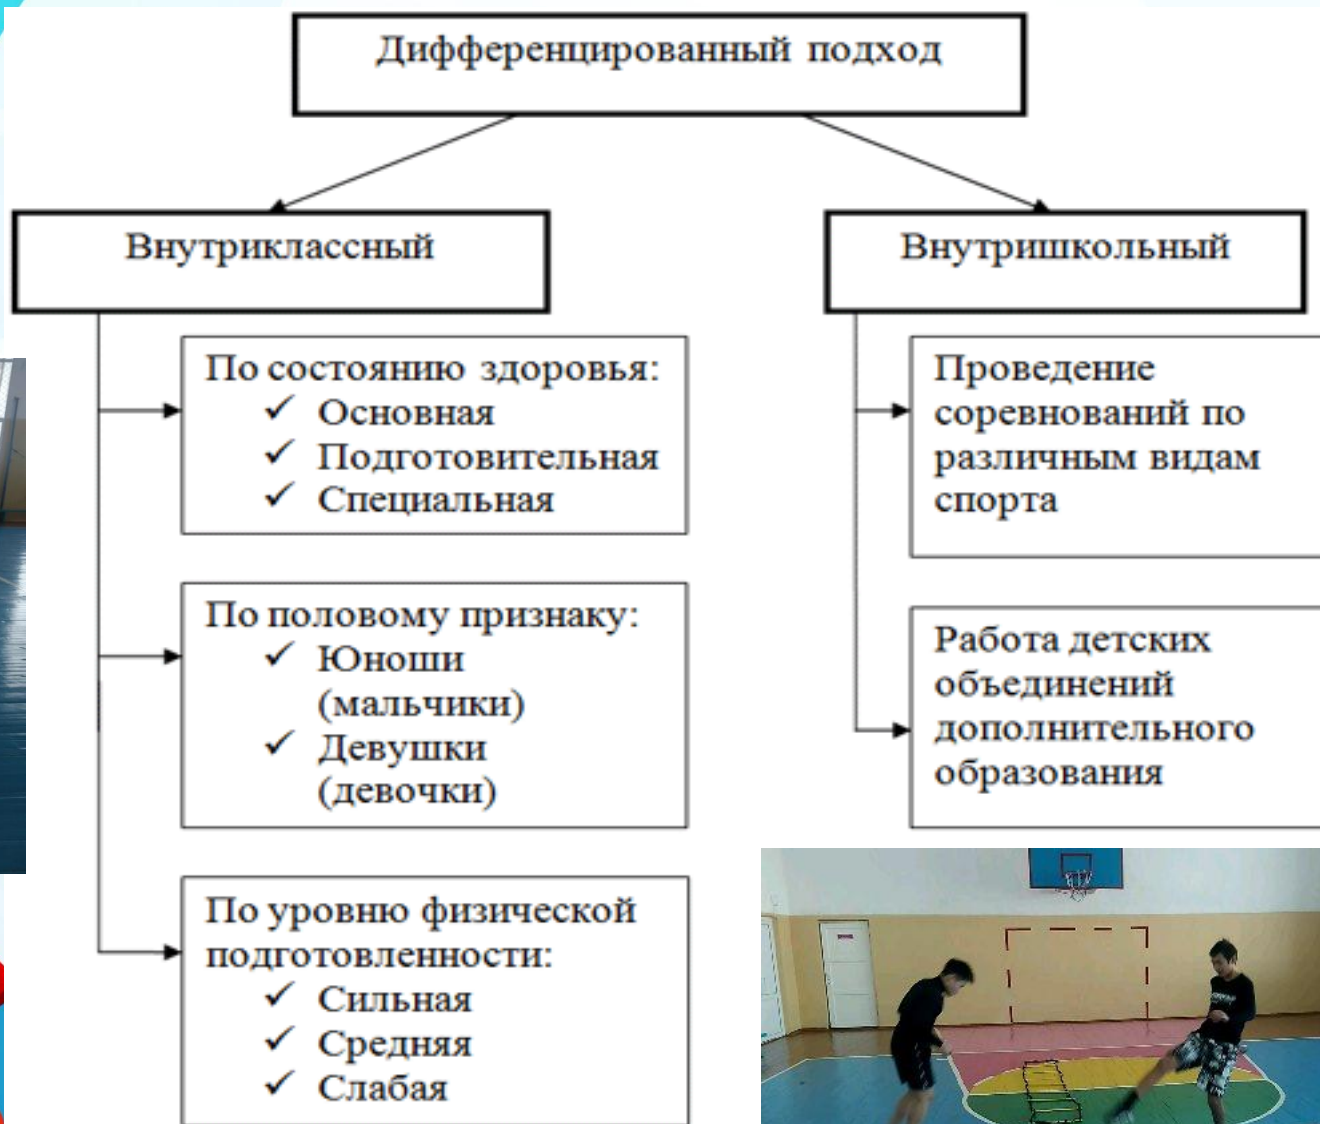 Дифференцированный подход
Внутриклассный
По состоянию здоровья:
✓ Основная
✓ Подготовительная
✓ Специальная
По половому признаку:
✓ Юноши
(мальчики)
✓ Девушки
(девочки)
По уровню физической
подготовленности:
✓ Сильная
✓ Средняя
✓ Слабая
Внутришкольный
Проведение
соревнований по
различным видам
спорта
Работа детских
объединений
дополнительного
образования